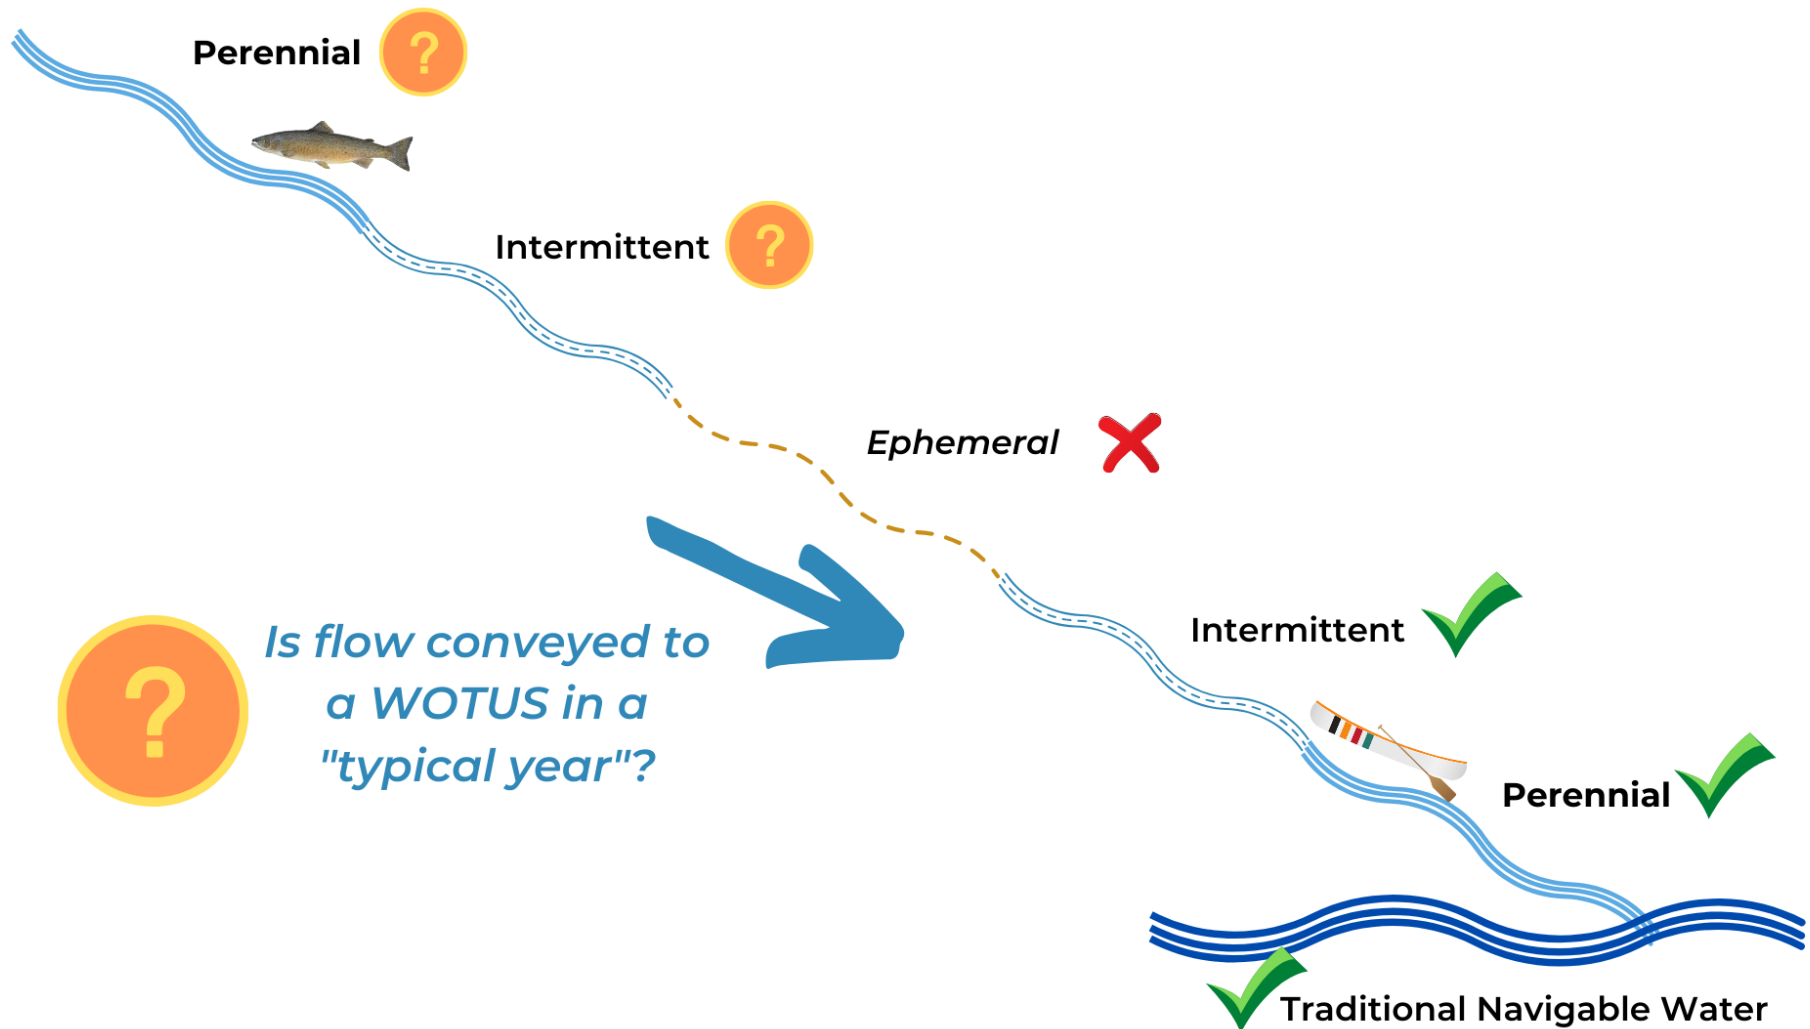 Perennial ?
Intermittent ?
Ephemeral
?
Is flow conveyed to
a WOTUS in a
"typical year"?
Intermittent
Perennial
Traditional Navigable Water